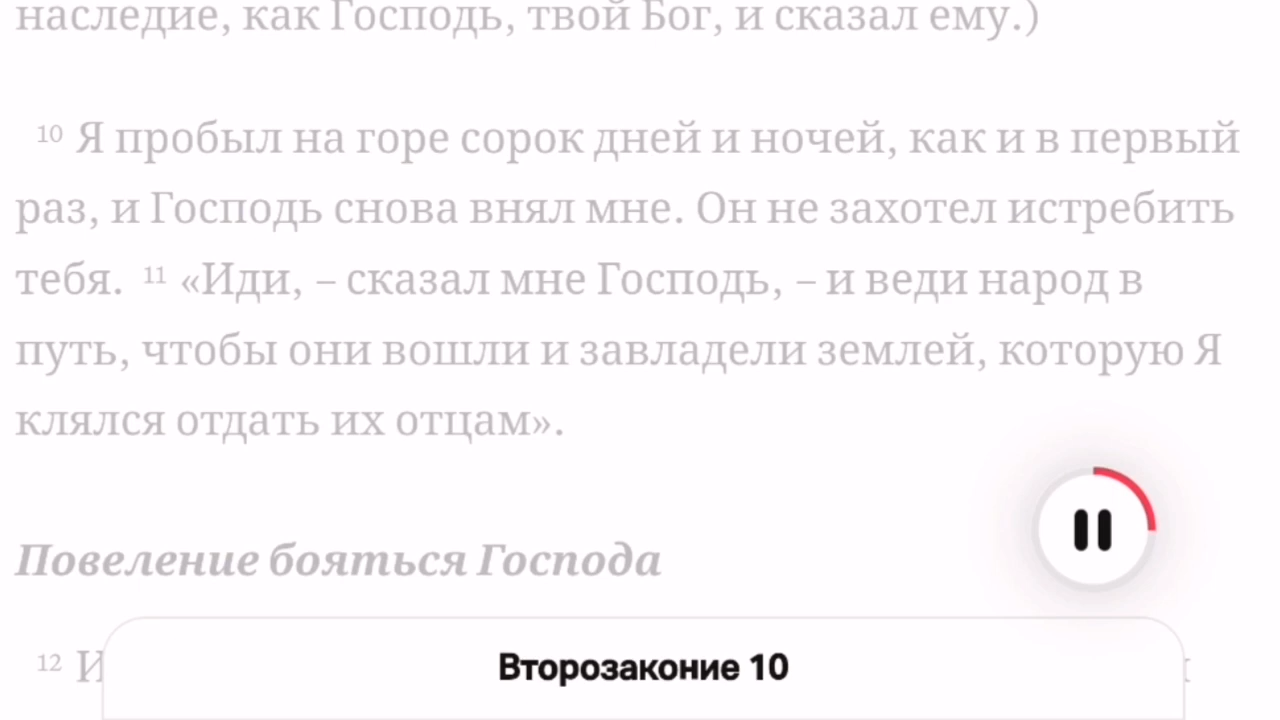 наследие, как Господь, твой Бог, и сказал ему.)
10 Я пробыл на горе сорок дней и ночей, как и в первый
раз, и Господь снова внял мне. Он не захотел истребить
тебя. 11 «Иди, – сказал мне Господь, – и веди народ в
путь, чтобы они вошли и завладели землей, которую Я
клялся отдать их отцам».
Повеление бояться Господа
12 И
Второзаконие 10